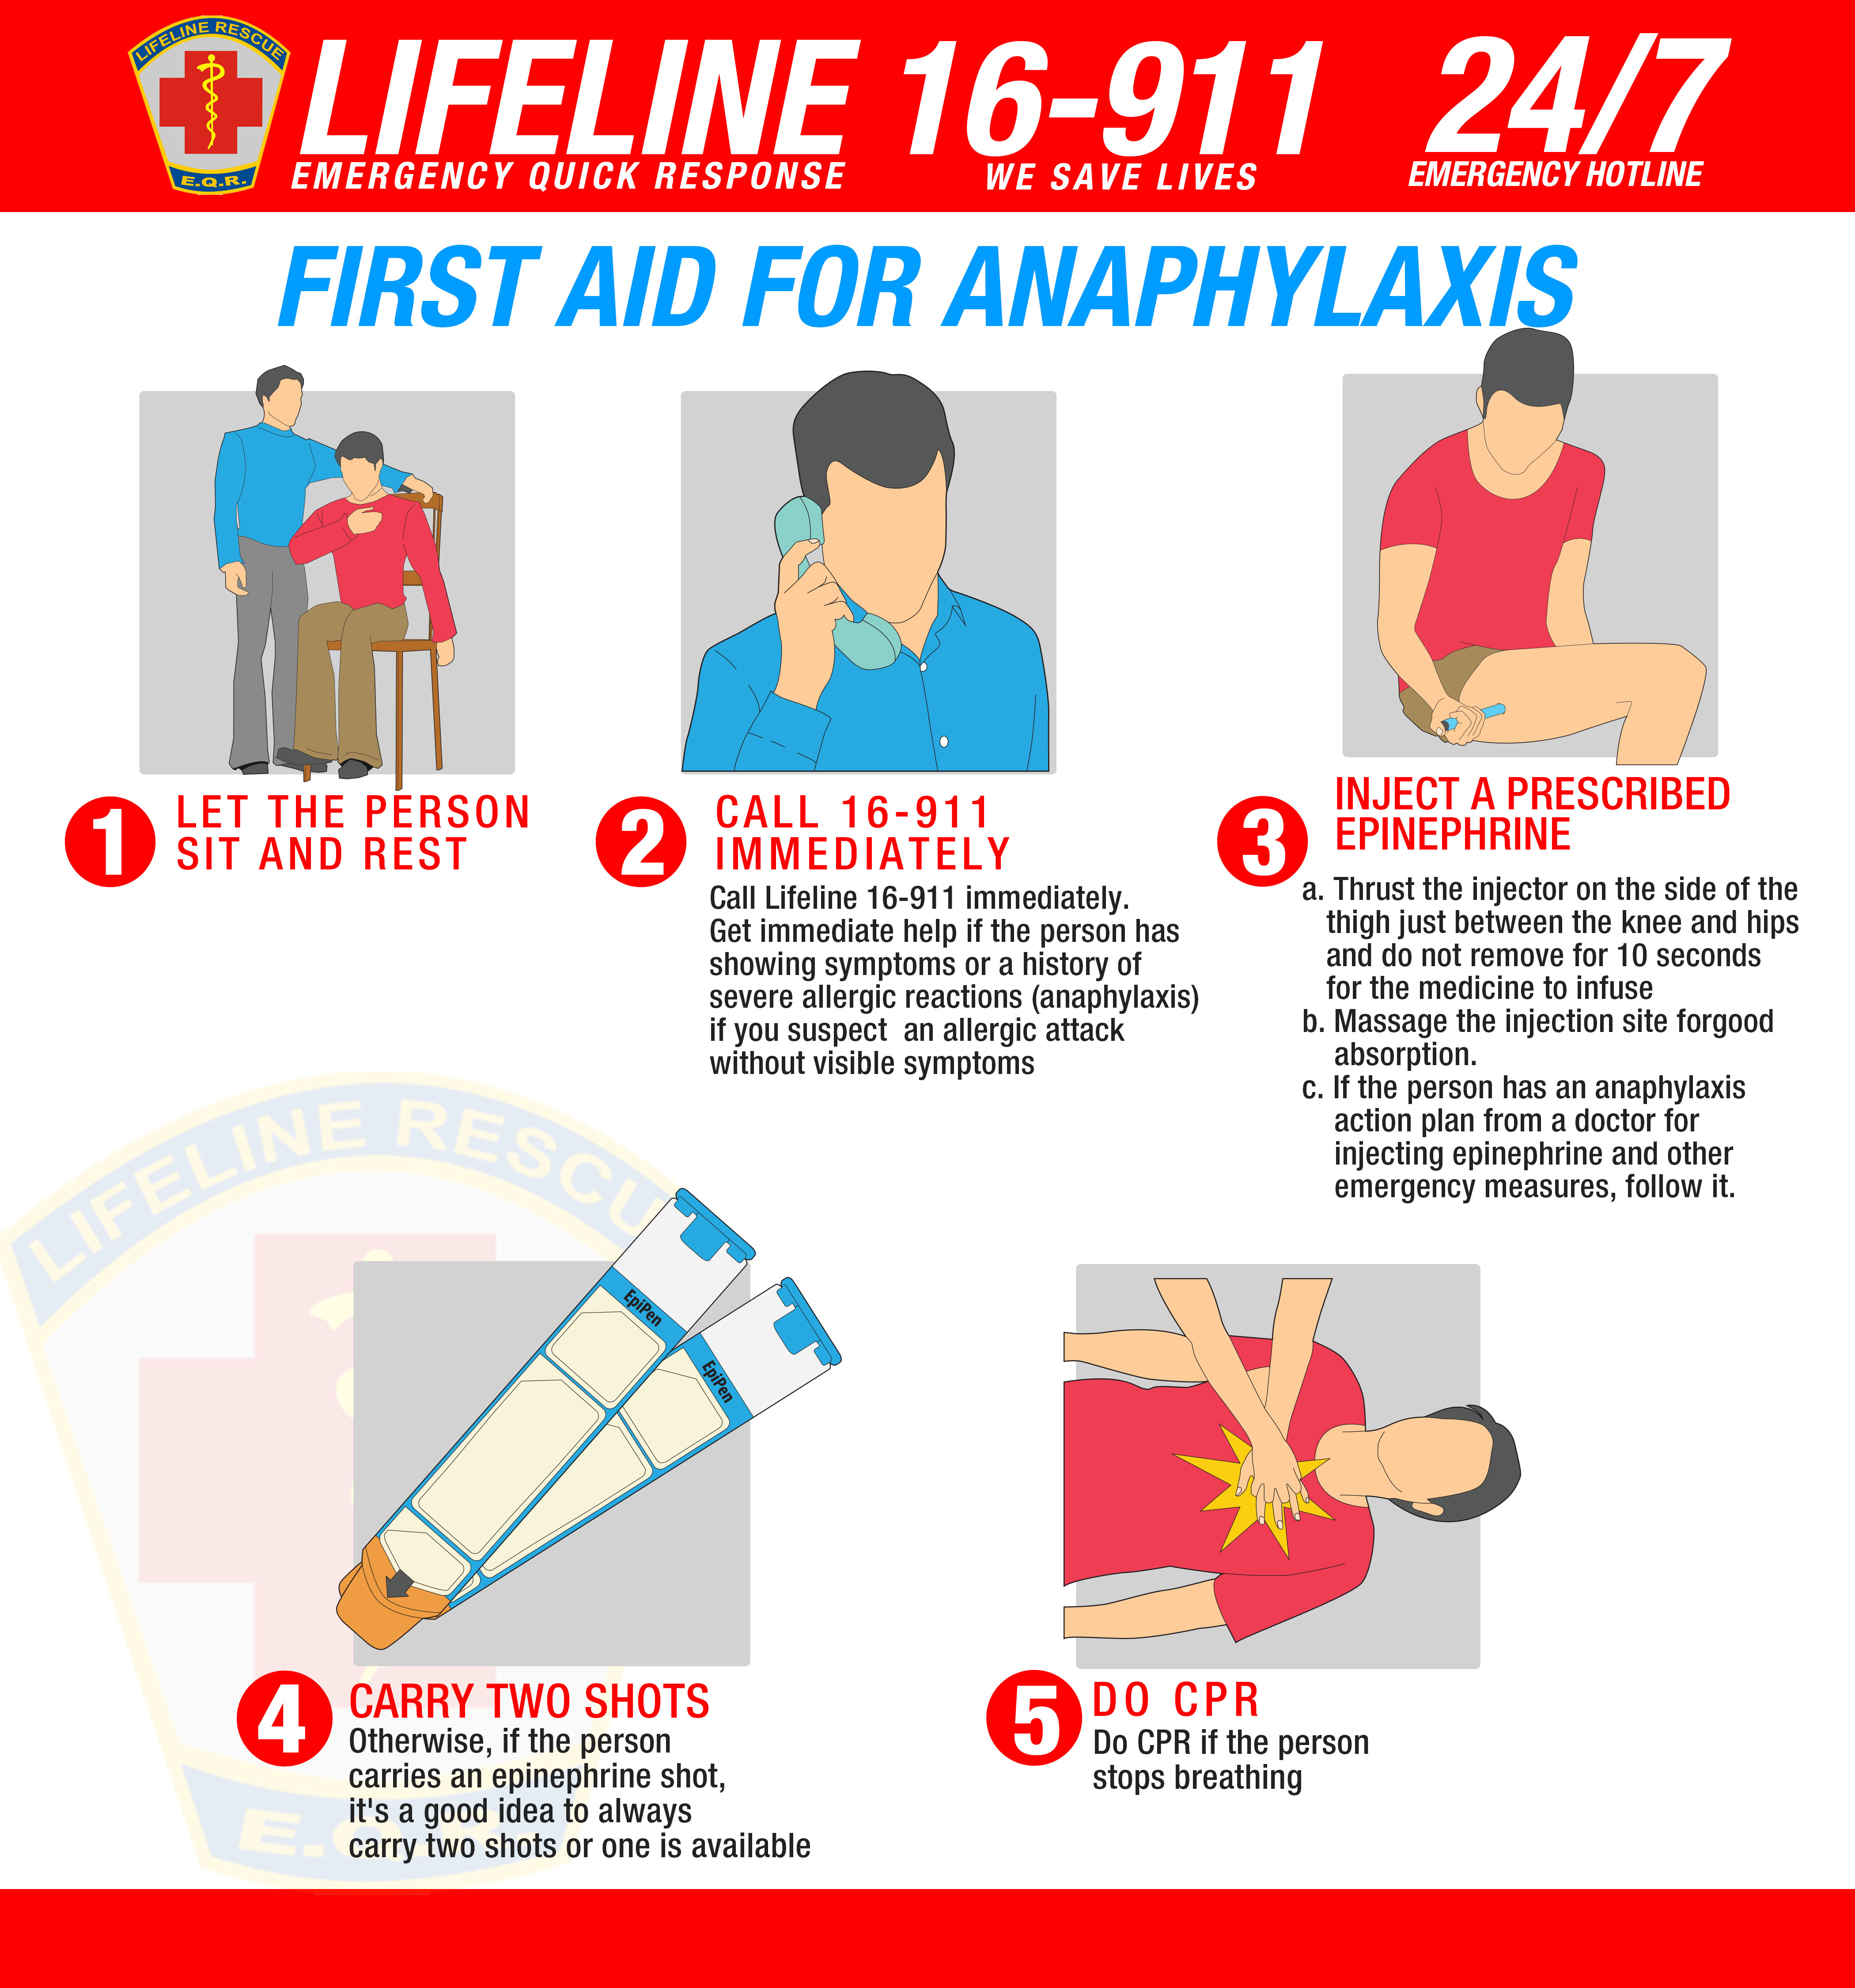 LIFELINE RESCUE
E.Q.R.
LIFELINE 16-911 24/7
EMERGENCY QUICK RESPONSE WE SAVE LIVES EMERGENCY HOTLINE
FIRST AID FOR ANAPHYLAXIS
1
LET THE PERSON
SIT AND REST
2
CALL 16-911
IMMEDIATELY
Call Lifeline 16-911 immediately.
Get immediate help if the person has
showing symptoms or a history of
severe allergic reactions (anaphylaxis)
if you suspect an allergic attack
without visible symptoms
3
INJECT A PRESCRIBED
EPINEPHRINE
a. Thrust the injector on the side of the
thigh just between the knee and hips
and do not remove for 10 seconds
for the medicine to infuse
b. Massage the injection site forgood
absorption.
c. If the person has an anaphylaxis
action plan from a doctor for
injecting epinephrine and other
emergency measures, follow it.
LIFELINE RESCU
EpiPen
EpiPen
4
CARRY TWO SHOTS
Otherwise, if the person
carries an epinephrine shot,
it's a good idea to always
carry two shots or one is available
E.Q.R.
5
DO CPR
Do CPR if the person
stops breathing